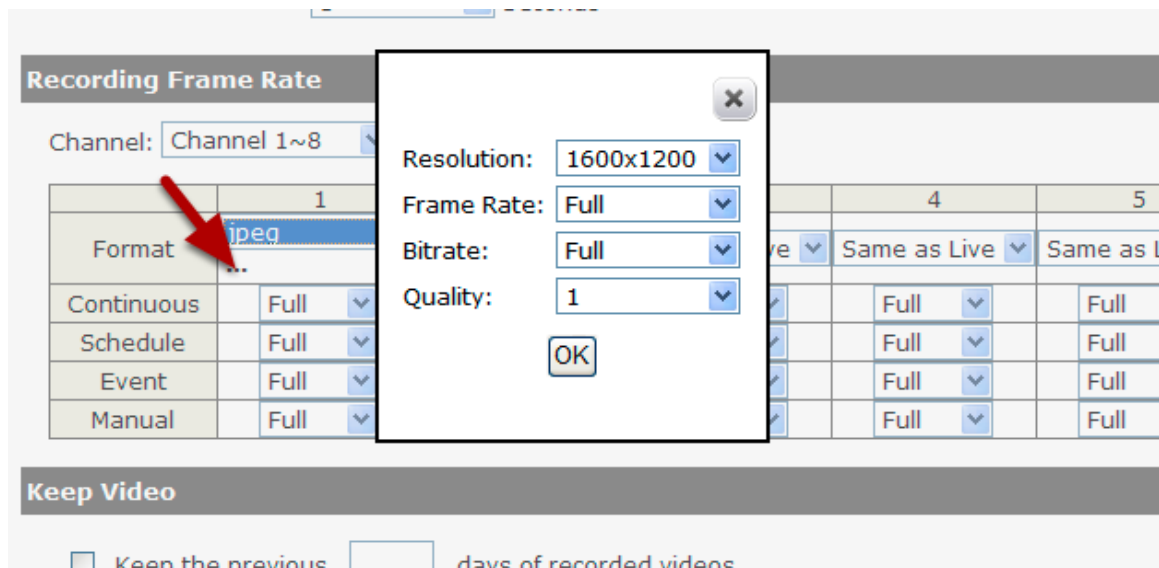 Recording Frame Rate
Channel: Channel 1~8
Resolution: 1600x1200
Frame Rate: Full
Bitrate: Full
Quality: 1
OK
1 4 5
Format jpeg Same as Live Same as
...
Continuous Full Full Full
Schedule Full Full Full
Event Full Full Full
Manual Full Full Full
Keep Video
Keep the previous days of recorded videos